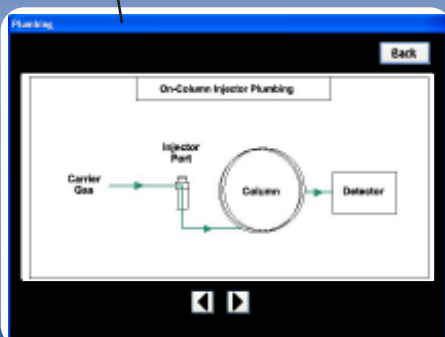 Plumbing
Back
On-Column Injector Plumbing
Injector
Port
Carrier
Gas
Column
Detector